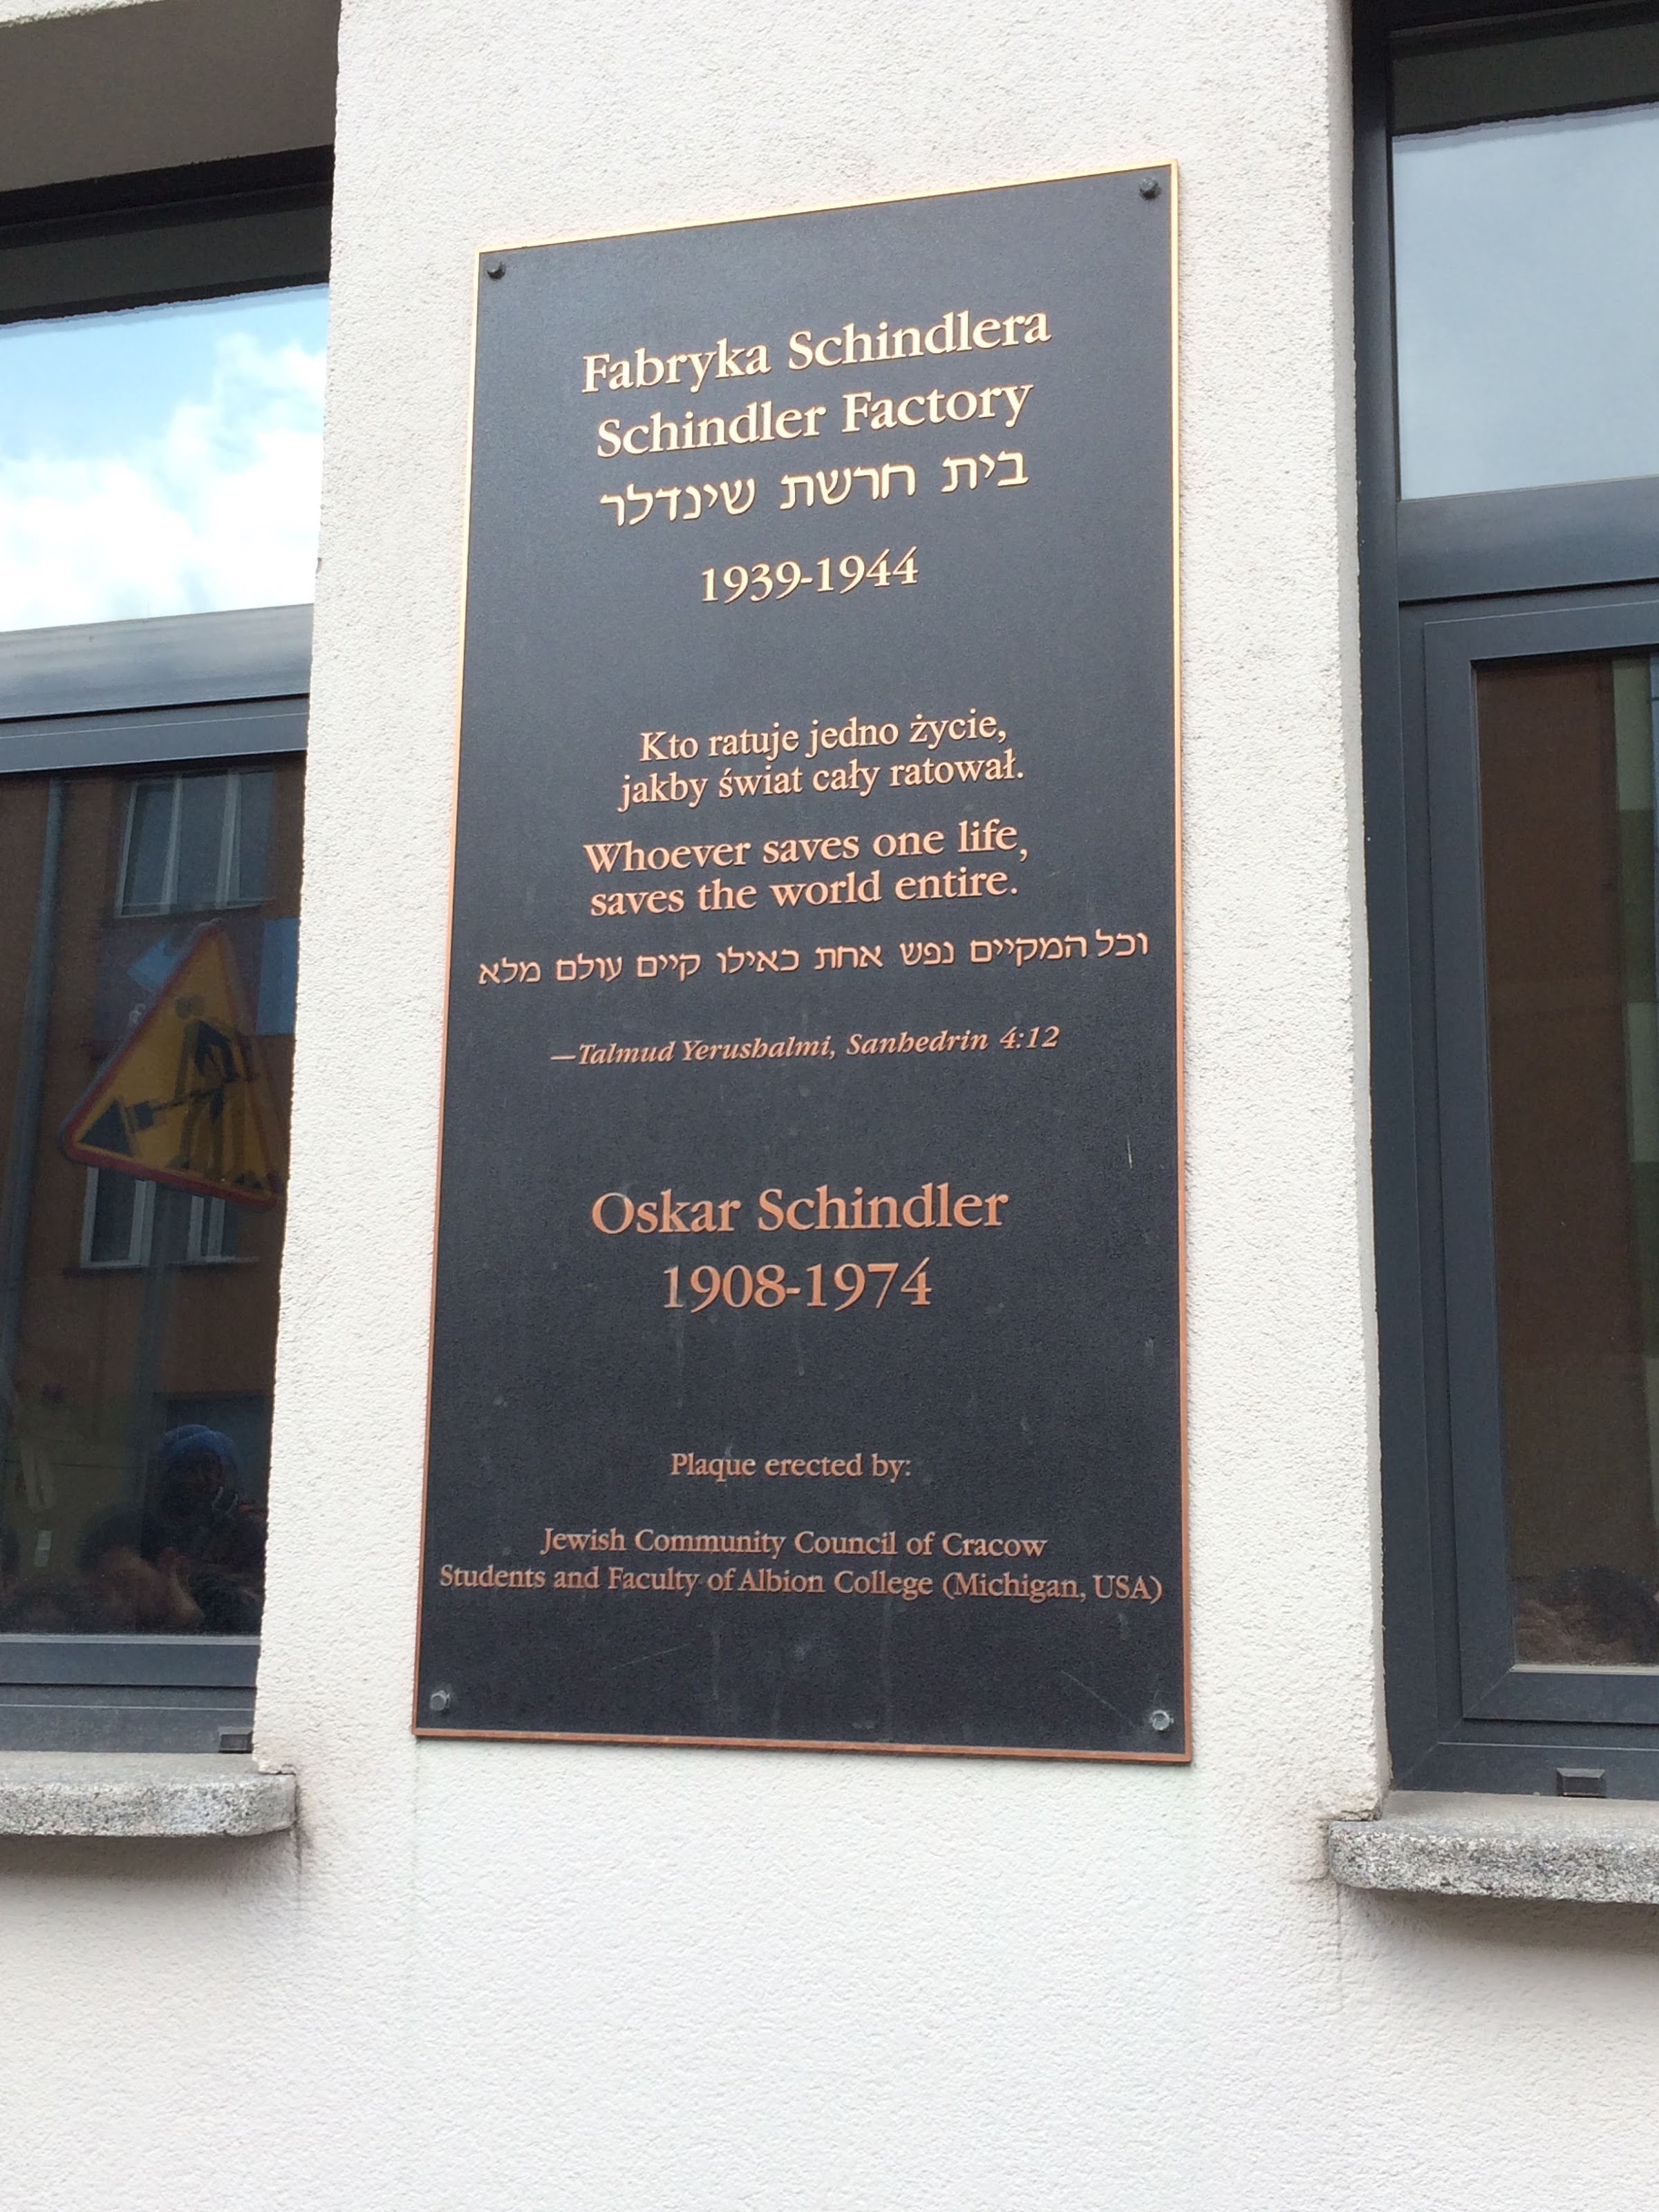 Fabryka Schindlera
Schindler Factory
בית חרשת שינדלר
1939-1944
Kto ratuje jedno życie,
jakby świat cały ratował.
Whoever saves one life,
saves the world entire.
וכל המקיים נפש אחת כאילו קיים עולם מלא
—Talmud Yerushalmi, Sanhedrin 4:12
Oskar Schindler
1908-1974
Plaque erected by:
Jewish Community Council of Cracow
Students and Faculty of Albion College (Michigan, USA)